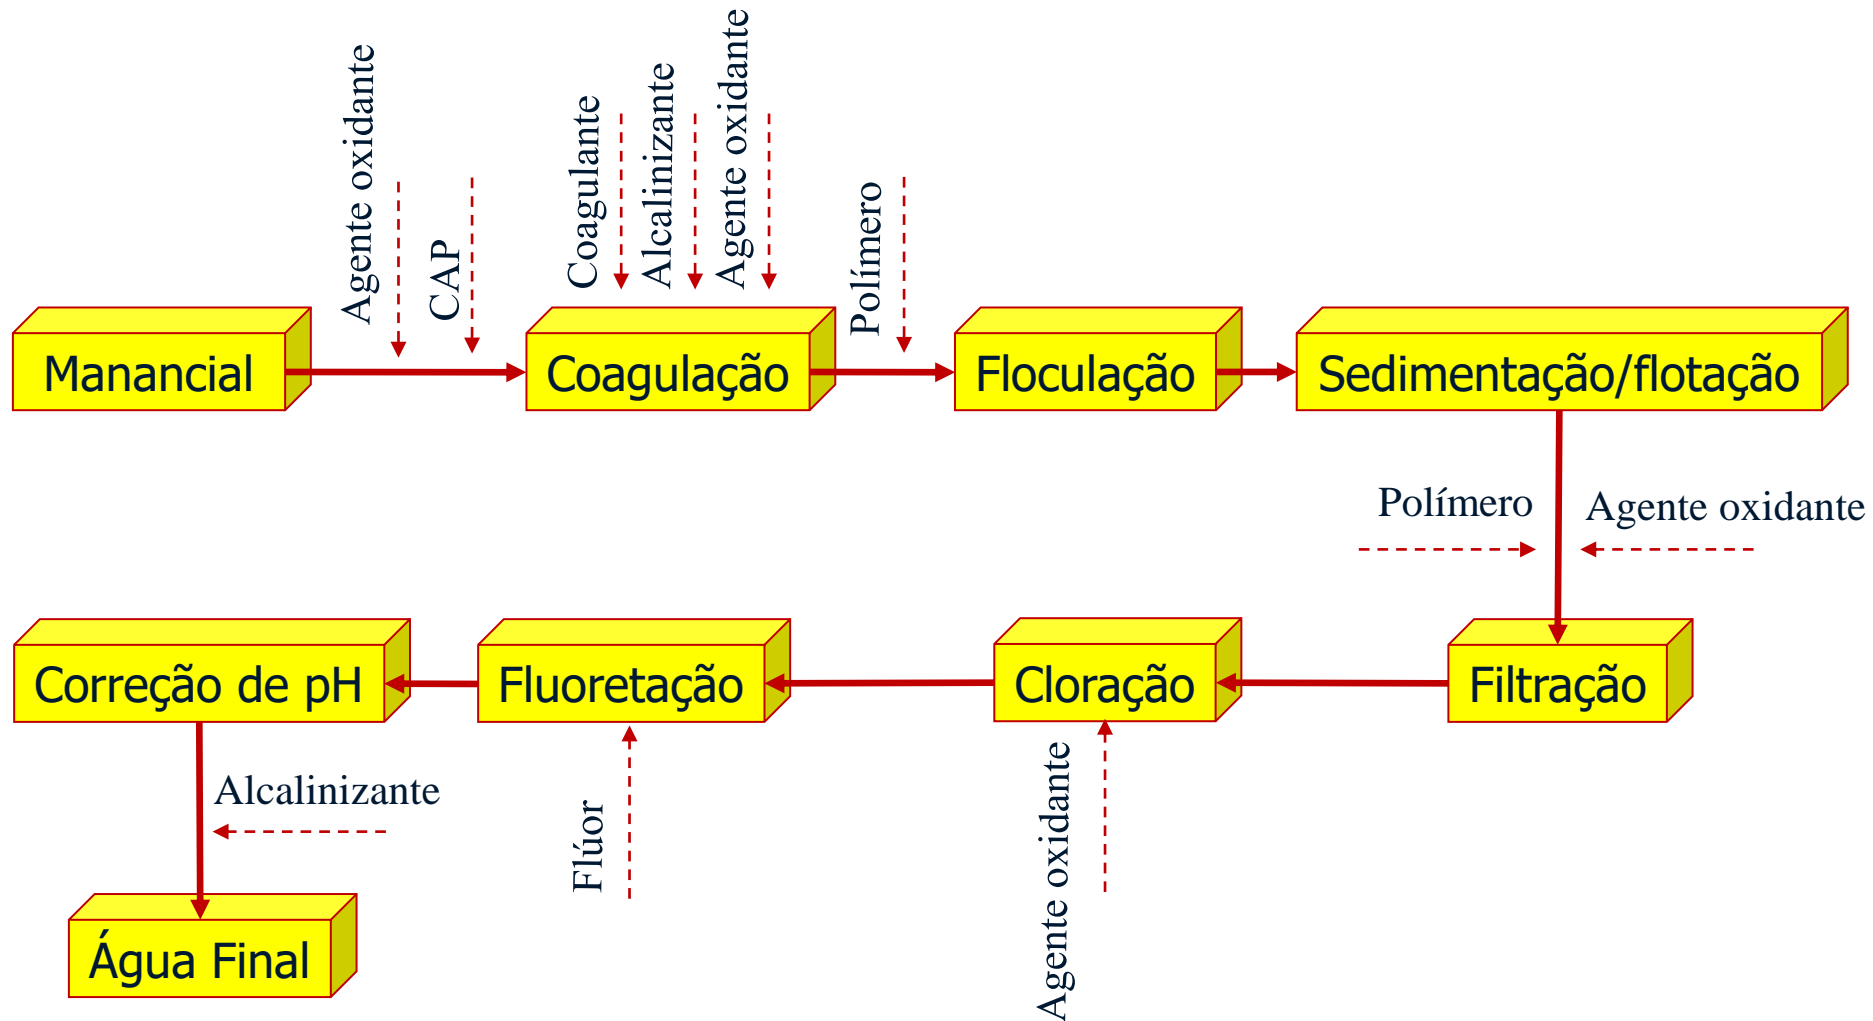 Agente oxidante
CAP
Coagulante
Alcalinizante
Agente oxidante
Polímero
Manancial
Coagulação
Floculação
Sedimentação/flotação
Polímero
Agente oxidante
Correção de pH
Fluoretação
Cloração
Filtração
Alcalinizante
Flúor
Agente oxidante
Água Final